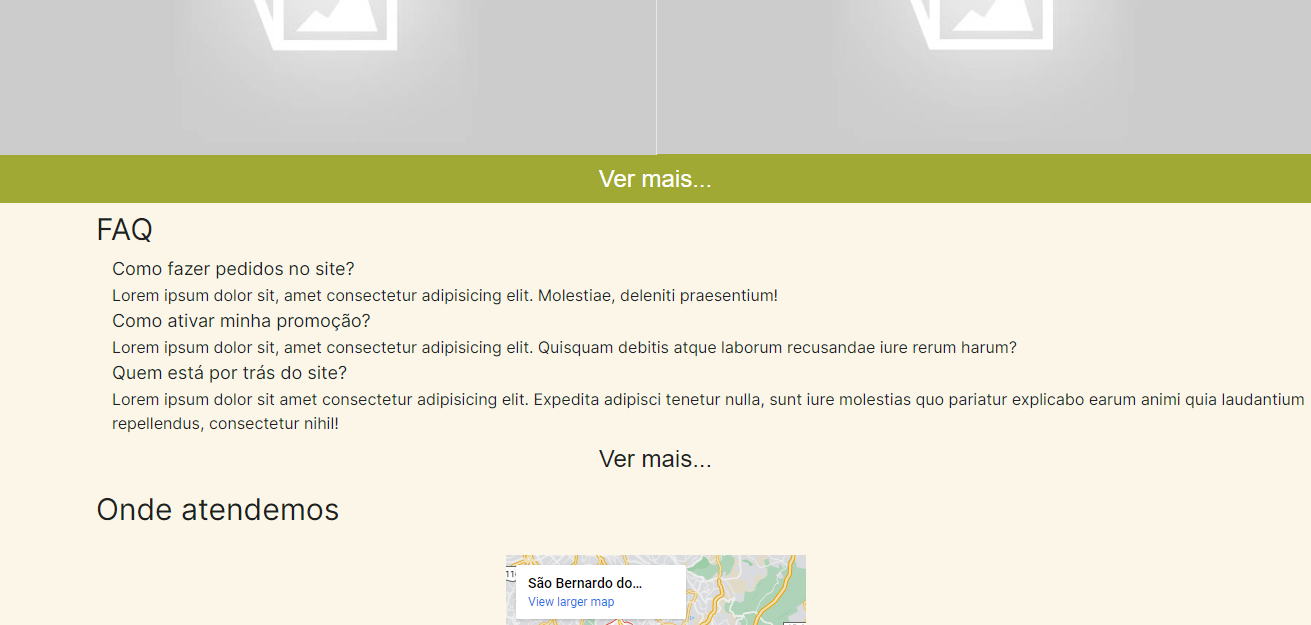 Ver mais...
FAQ
Como fazer pedidos no site?
Lorem ipsum dolor sit, amet consectetur adipisicing elit. Molestiae, deleniti praesentium!
Como ativar minha promoção?
Lorem ipsum dolor sit, amet consectetur adipisicing elit. Quisquam debitis atque laborum recusandae iure rerum harum?
Quem está por trás do site?
Lorem ipsum dolor sit amet consectetur adipisicing elit. Expedita adipisci tenetur nulla, sunt iure molestias quo pariatur explicabo earum animi quia laudantium
repellendus, consectetur nihil!
Ver mais...
Onde atendemos
São Bernardo do...
View larger map